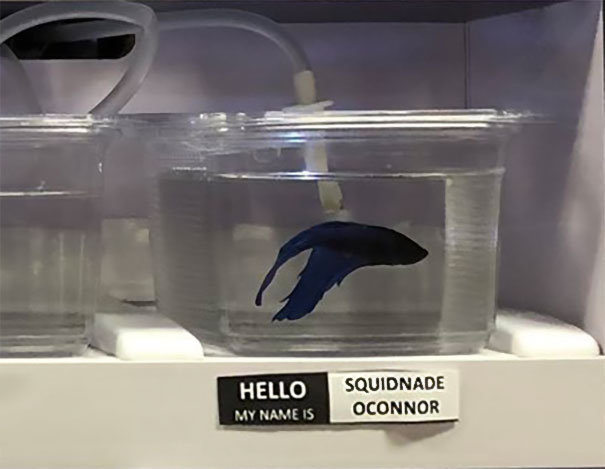 HELLO
MY NAME IS
SQUIDNADE
OCONNOR